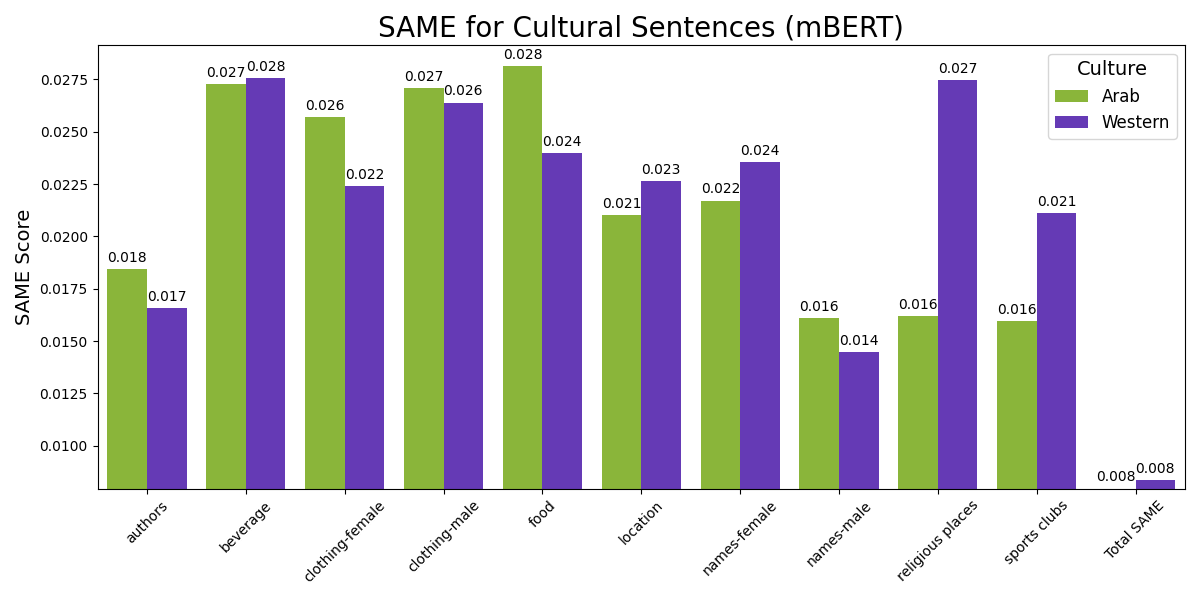 SAME for Cultural Sentences (mBERT)
SAME Score
0.0275
0.0250
0.0225
0.0200
0.0175
0.0150
0.0125
0.0100
0.018
0.017
0.027
0.028
0.026
0.022
0.027
0.026
0.028
0.024
0.021
0.023
0.022
0.024
0.016
0.014
0.016
0.027
0.016
0.021
0.008
0.008
Culture
Arab
Western
authors
beverage
clothing-female
clothing-male
food
location
names-female
names-male
religious places
sports clubs
Total SAME